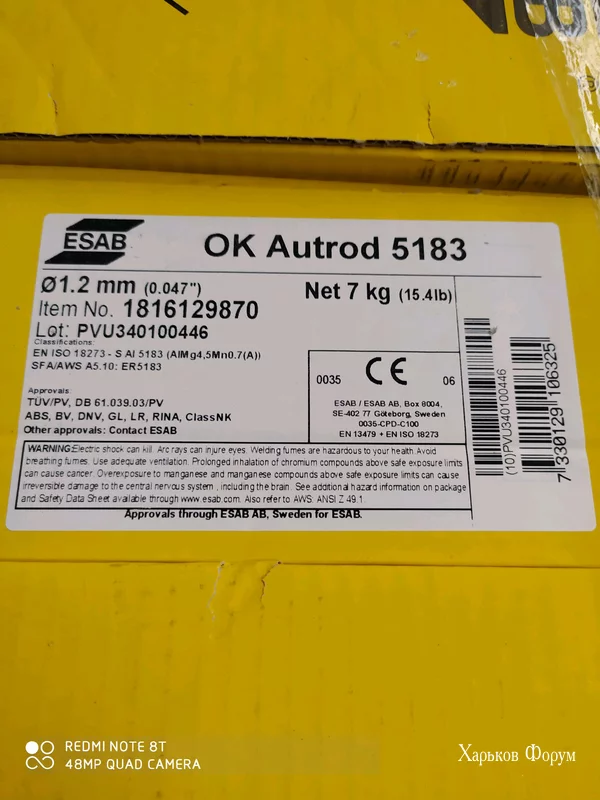 ESAB
OK Autrod 5183
Ø1.2 mm (0.047")
Net 7 kg (15.4lb)
Item No. 1816129870
Lot: PVU340100446
Classifications:
EN ISO 18273 - S Al 5183 (AlMg4,5Mn0.7(A))
SFA/AWS A5.10: ER5183
Approvals:
TÜV/PV, DB 61.039.03/PV
ABS, BV, DNV, GL, LR, RINA, ClassNK
Other approvals: Contact ESAB
0035 CE 06
ESAB / ESAB AB, Box 8004,
SE-402 77 Göteborg, Sweden
0035-CPD-C100
EN 13479 + EN ISO 18273
(10)PVU340100446
7330129106325
WARNING:Electric shock can kill. Arc rays can injure eyes. Welding fumes are hazardous to your health. Avoid
breathing fumes. Use adequate ventilation. Prolonged inhalation of chromium compounds above safe exposure limits
can cause cancer. Overexposure to manganese and manganese compounds above safe exposure limits can cause
irreversible damage to the central nervous system, including the brain. See additional hazard information on package
and Safety Data Sheet available through www.esab.com. Also refer to AWS. ANSI Z 49.1.
Approvals through ESAB AB, Sweden for ESAB.
REDMI NOTE 8T
48MP QUAD CAMERA
Харьков Форум